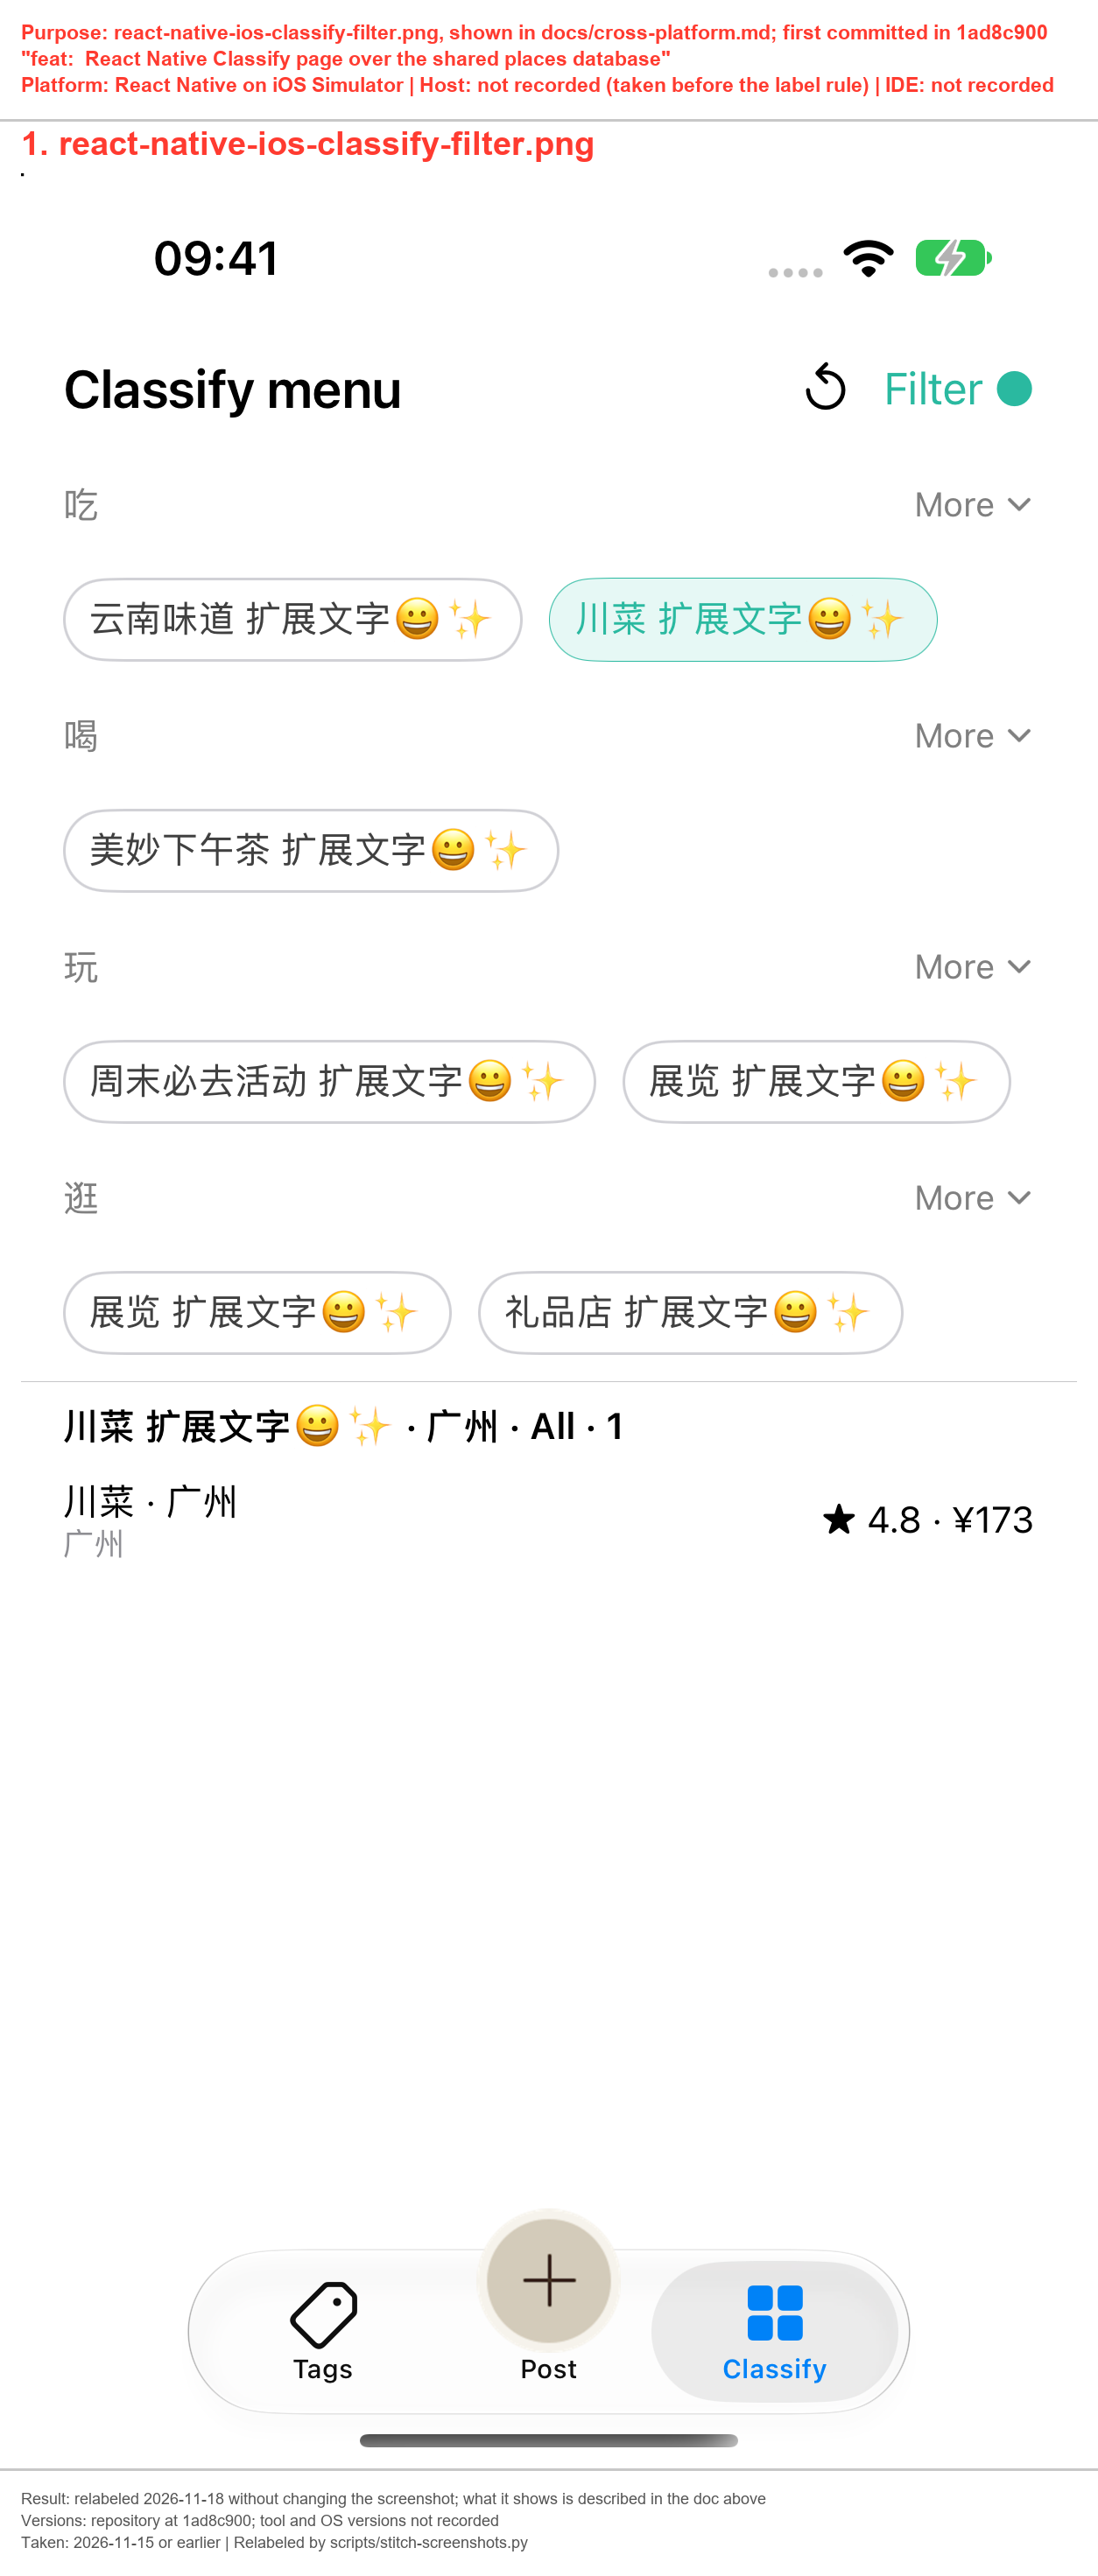 Purpose: react-native-ios-classify-filter.png, shown in docs/cross-platform.md; first committed in 1ad8c900
"feat:  React Native Classify page over the shared places database"
Platform: React Native on iOS Simulator | Host: not recorded (taken before the label rule) | IDE: not recorded
1. react-native-ios-classify-filter.png
09:41
Classify menu Filter
吃 More
云南味道 扩展文字😀✨ 川菜 扩展文字😀✨
喝 More
美妙下午茶 扩展文字😀✨
玩 More
周末必去活动 扩展文字😀✨ 展览 扩展文字😀✨
逛 More
展览 扩展文字😀✨ 礼品店 扩展文字😀✨
川菜 扩展文字😀✨ · 广州 · All · 1
川菜 · 广州
广州
★ 4.8 · ¥173
Tags Post Classify
Result: relabeled 2026-11-18 without changing the screenshot; what it shows is described in the doc above
Versions: repository at 1ad8c900; tool and OS versions not recorded
Taken: 2026-11-15 or earlier | Relabeled by scripts/stitch-screenshots.py